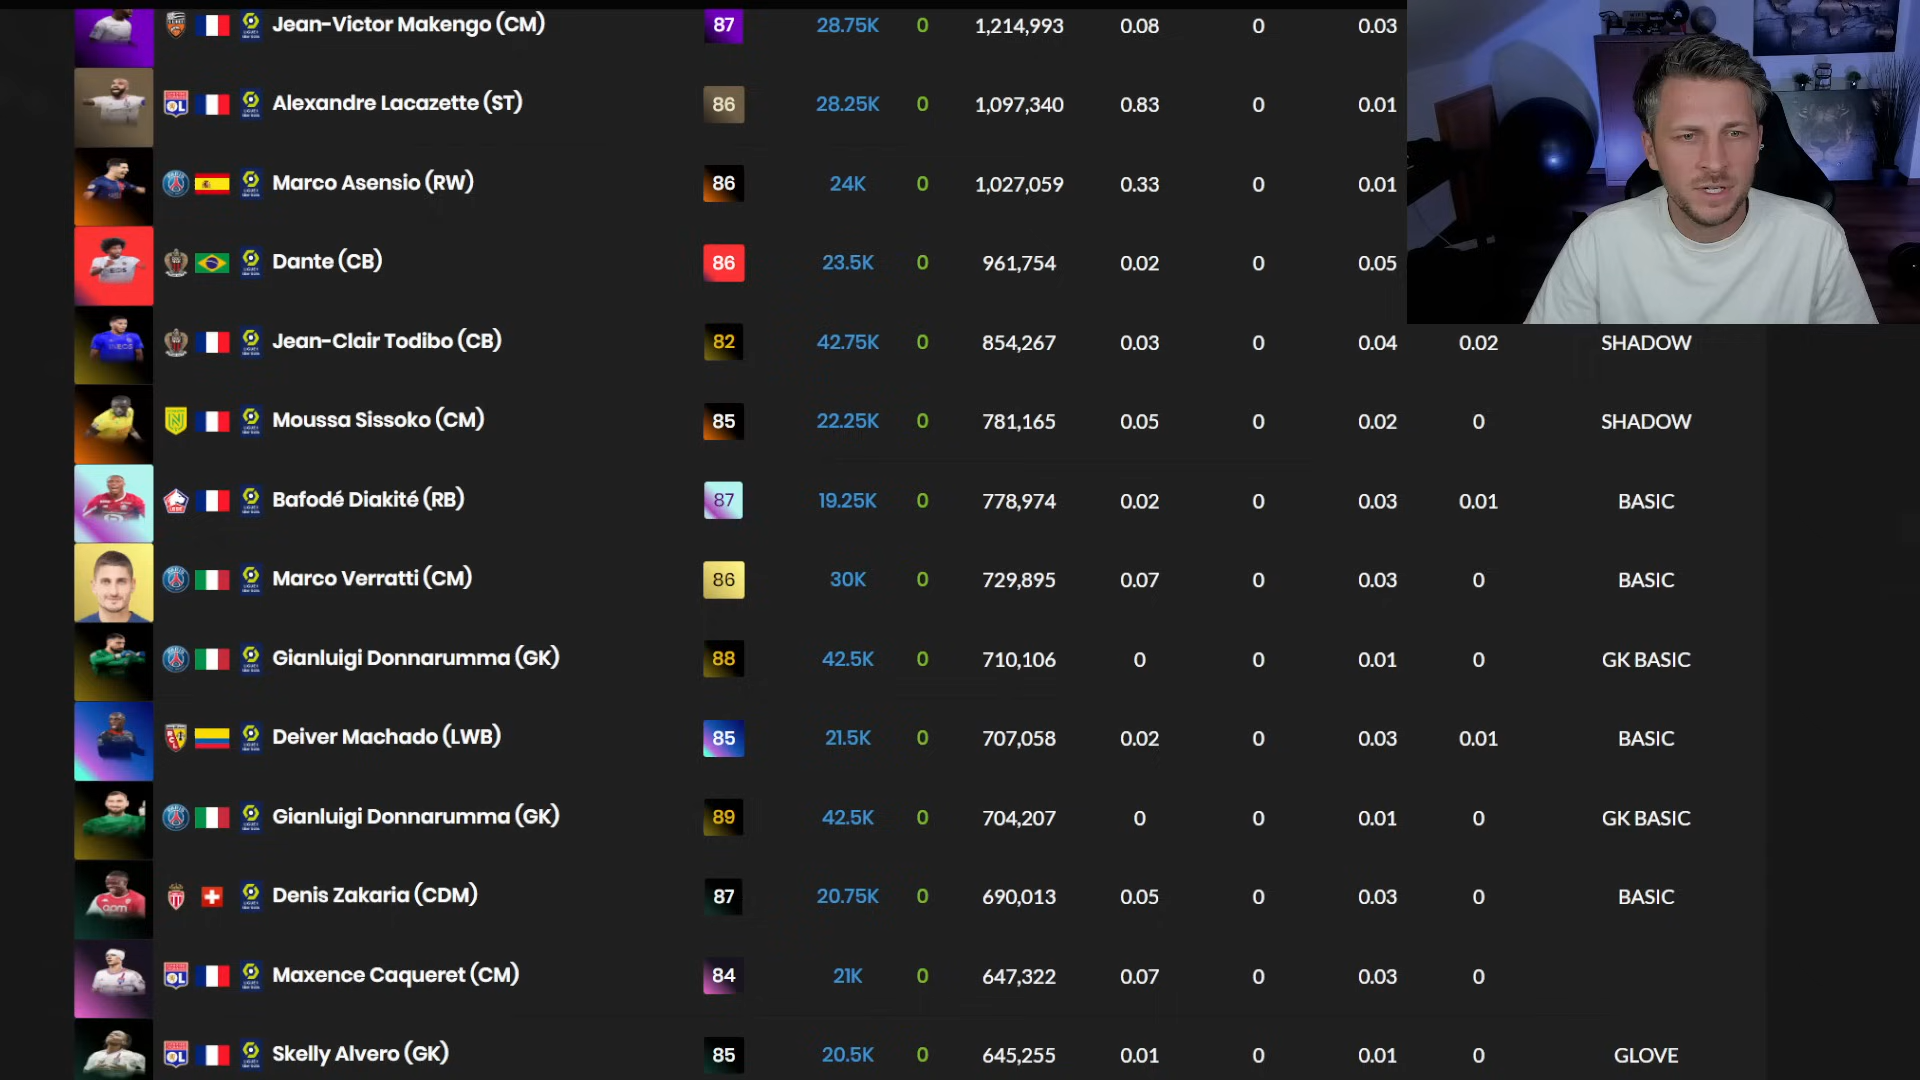 Jean-Victor Makengo (CM) 87 28.75K 0 1,214,993 0.08 0 0.03
Alexandre Lacazette (ST) 86 28.25K 0 1,097,340 0.83 0 0.01
Marco Asensio (RW) 86 24K 0 1,027,059 0.33 0 0.01
Dante (CB) 86 23.5K 0 961,754 0.02 0 0.05
Jean-Clair Todibo (CB) 82 42.75K 0 854,267 0.03 0 0.04 0.02 SHADOW
Moussa Sissoko (CM) 85 22.25K 0 781,165 0.05 0 0.02 0 SHADOW
Bafodé Diakité (RB) 87 19.25K 0 778,974 0.02 0 0.03 0.01 BASIC
Marco Verratti (CM) 86 30K 0 729,895 0.07 0 0.03 0 BASIC
Gianluigi Donnarumma (GK) 88 42.5K 0 710,106 0 0 0.01 0 GK BASIC
Deiver Machado (LWB) 85 21.5K 0 707,058 0.02 0 0.03 0.01 BASIC
Gianluigi Donnarumma (GK) 89 42.5K 0 704,207 0 0 0.01 0 GK BASIC
Denis Zakaria (CDM) 87 20.75K 0 690,013 0.05 0 0.03 0 BASIC
Maxence Caqueret (CM) 84 21K 0 647,322 0.07 0 0.03 0
Skelly Alvero (GK) 85 20.5K 0 645,255 0.01 0 0.01 0 GLOVE